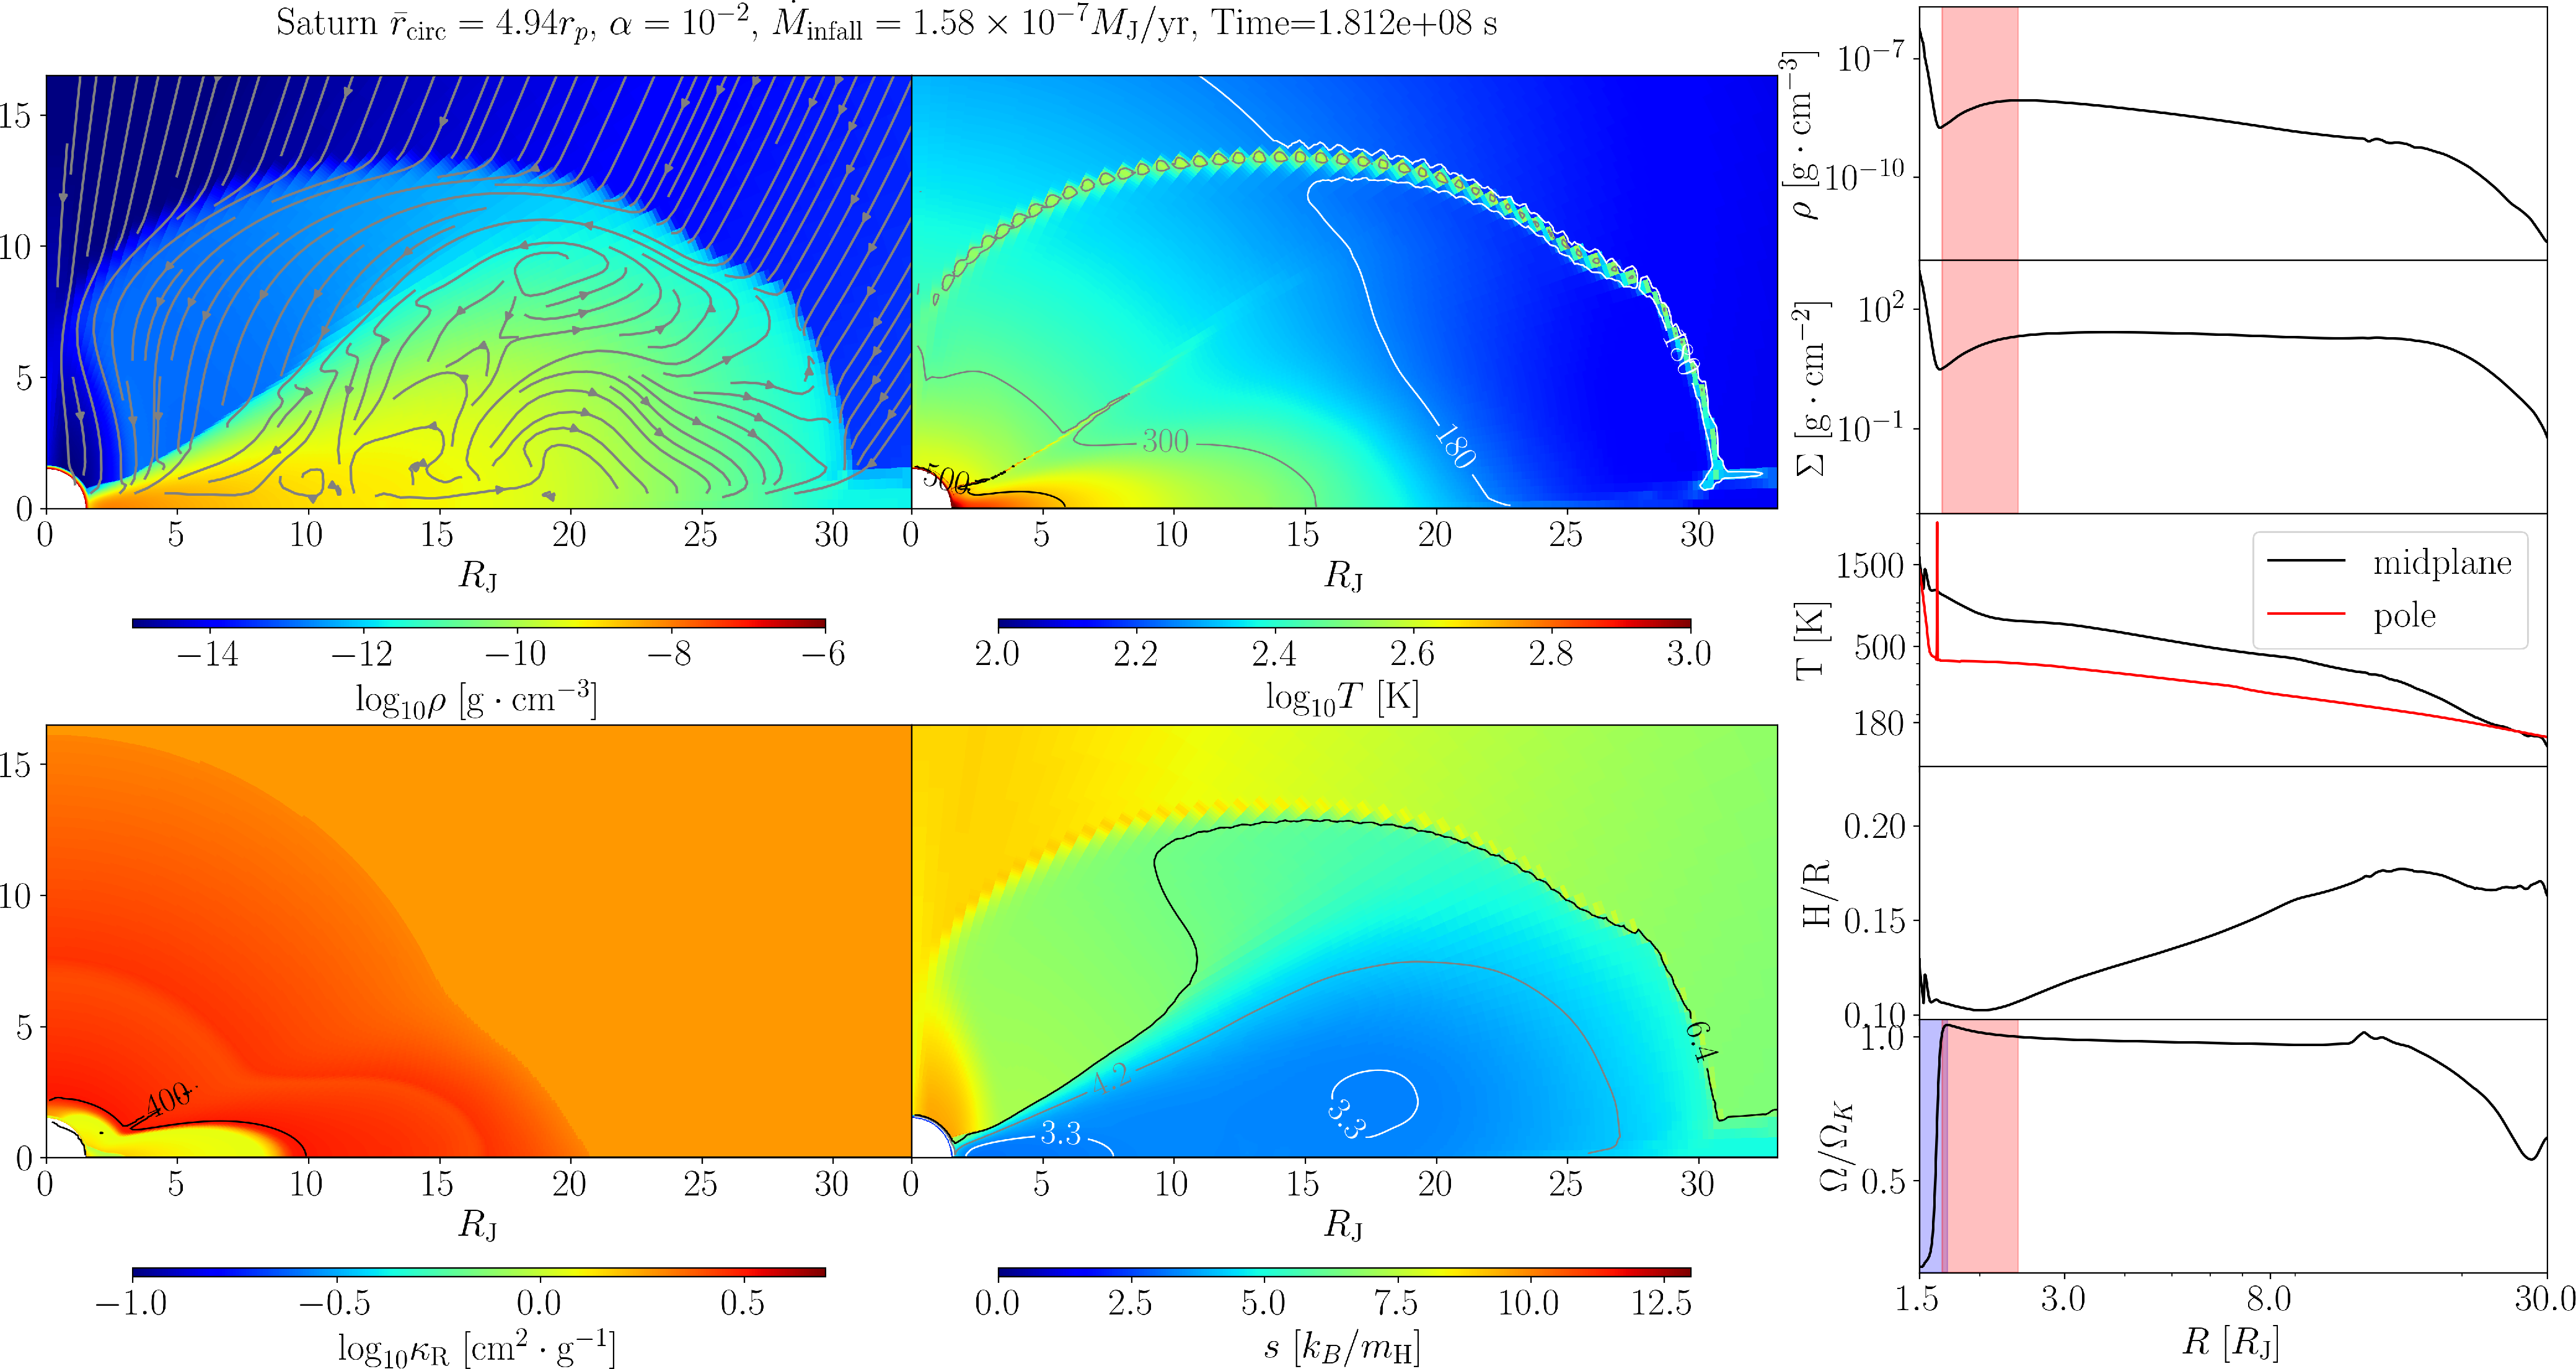 Saturn r̄_circ = 4.94r_p, α = 10⁻², Ṁ_infall = 1.58 × 10⁻⁷M_J/yr, Time=1.812e+08 s
15
10
5
0
0 5 10 15 20 25 30
R_J
−14 −12 −10 −8 −6
log₁₀ρ [g · cm⁻³]
180
180
300
500
0 5 10 15 20 25 30
R_J
2.0 2.2 2.4 2.6 2.8 3.0
log₁₀T [K]
15
10
5
0
400
0 5 10 15 20 25 30
R_J
−1.0 −0.5 0.0 0.5
log₁₀κ_R [cm² · g⁻¹]
6.4
4.2
3.3
3.3
0 5 10 15 20 25 30
R_J
0.0 2.5 5.0 7.5 10.0 12.5
s [k_B/m_H]
ρ [g · cm⁻³]
10⁻⁷
10⁻¹⁰
Σ [g · cm⁻²]
10²
10⁻¹
T [K]
1500
500
180
midplane
pole
H/R
0.20
0.15
0.10
Ω/Ω_K
1.0
0.5
1.5 3.0 8.0 30.0
R [R_J]